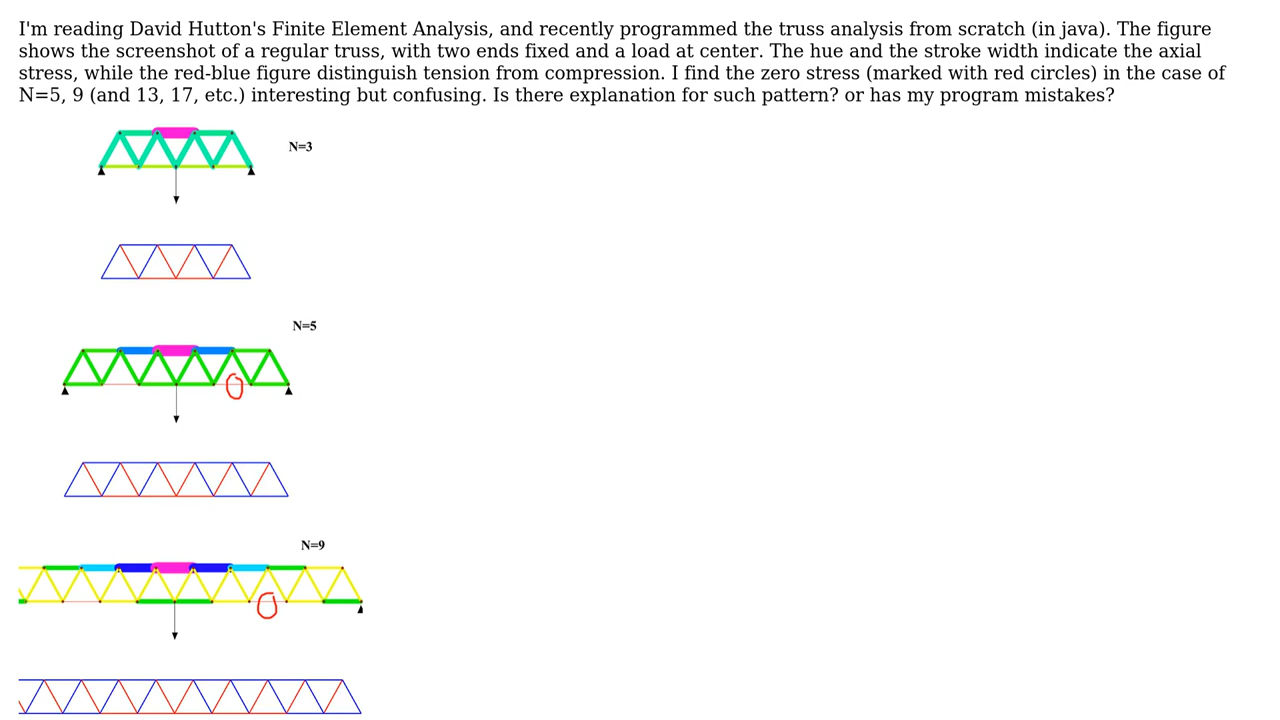 I'm reading David Hutton's Finite Element Analysis, and recently programmed the truss analysis from scratch (in java). The figure
shows the screenshot of a regular truss, with two ends fixed and a load at center. The hue and the stroke width indicate the axial
stress, while the red-blue figure distinguish tension from compression. I find the zero stress (marked with red circles) in the case of
N=5, 9 (and 13, 17, etc.) interesting but confusing. Is there explanation for such pattern? or has my program mistakes?
N=3
N=5
N=9